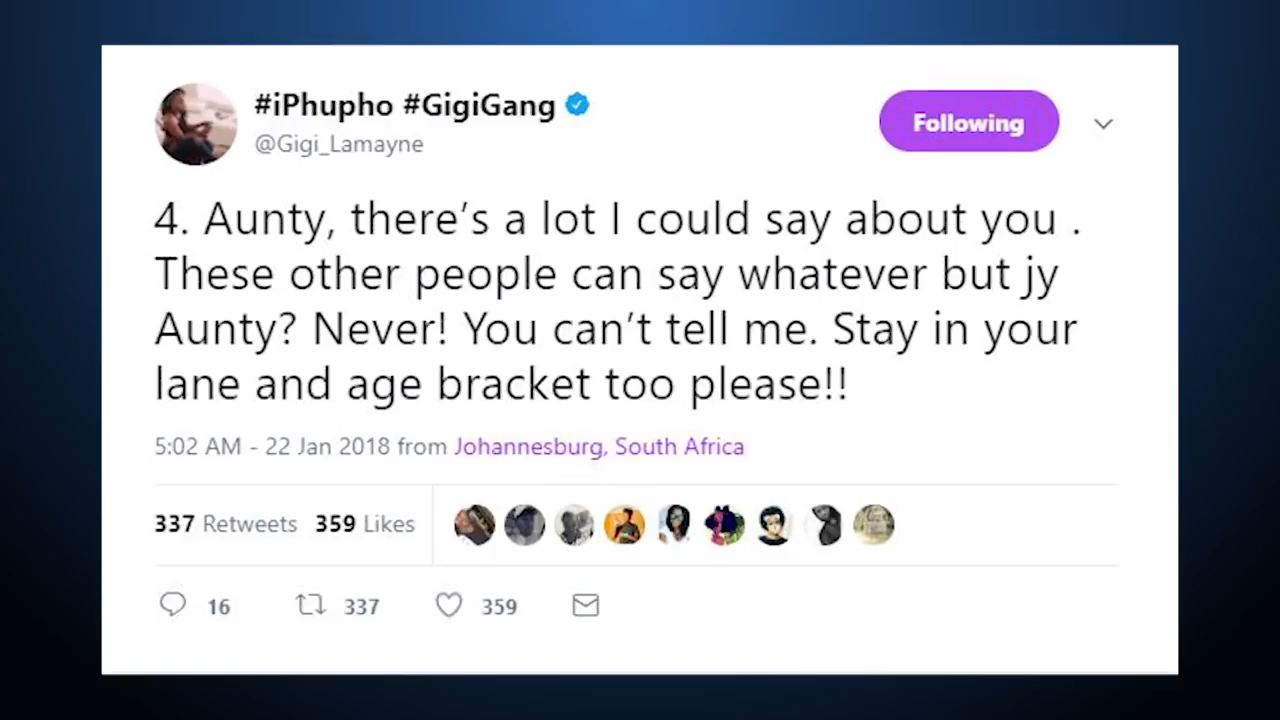 #iPhupho #GigiGang
@Gigi_Lamayne
Following
4. Aunty, there’s a lot I could say about you .
These other people can say whatever but jy
Aunty? Never! You can’t tell me. Stay in your
lane and age bracket too please!!
5:02 AM - 22 Jan 2018 from Johannesburg, South Africa
337 Retweets 359 Likes
16 337 359